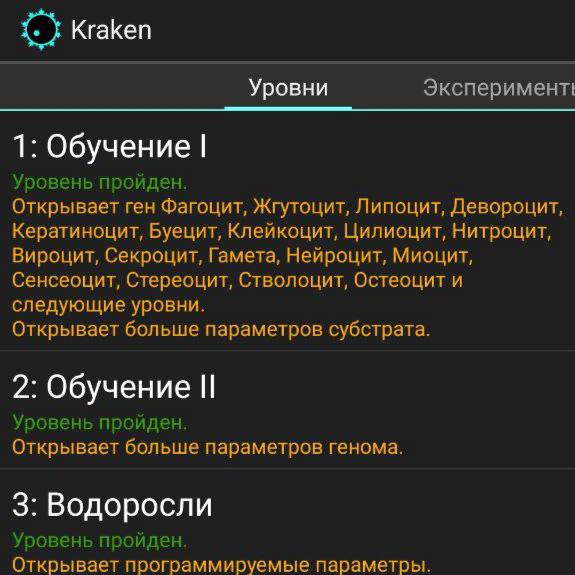 Kraken
Уровни
Эксперименты
1: Обучение I
Уровень пройден.
Открывает ген Фагоцит, Жгутоцит, Липоцит, Девороцит,
Кератиноцит, Буецит, Клейкоцит, Цилиоцит, Нитроцит,
Вироцит, Секроцит, Гамета, Нейроцит, Миоцит,
Сенсеоцит, Стереоцит, Стволоцит, Остеоцит и
следующие уровни.
Открывает больше параметров субстрата.
2: Обучение II
Уровень пройден.
Открывает больше параметров генома.
3: Водоросли
Уровень пройден.
Открывает программируемые параметры.